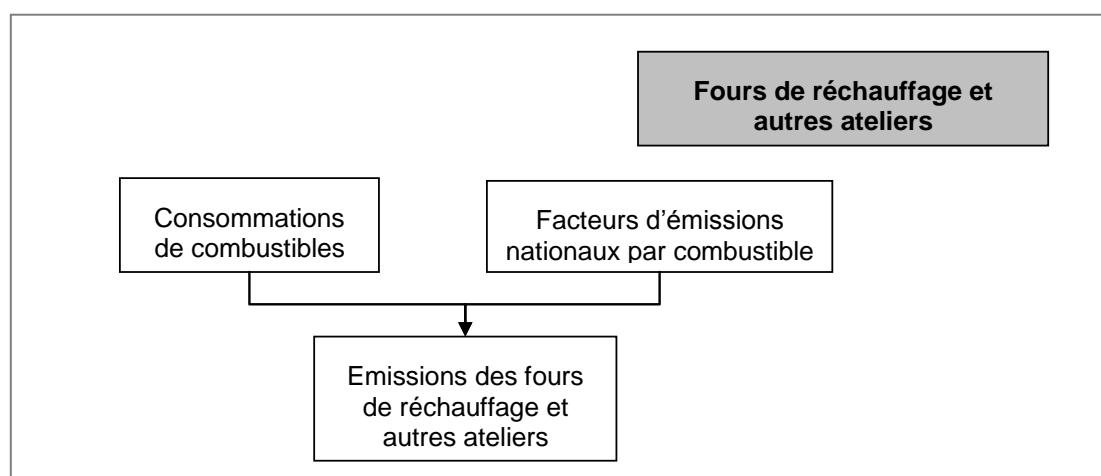 Fours de réchauffage et
autres ateliers
Consommations
de combustibles
Facteurs d'émissions
nationaux par combustible
Emissions des fours
de réchauffage et
autres ateliers